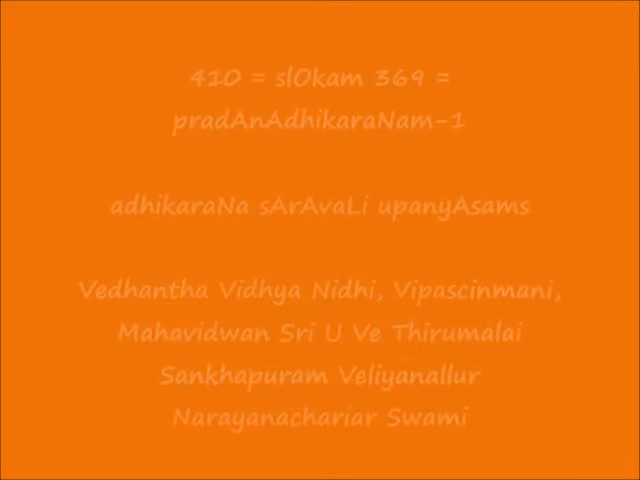 410 = slOkam 369 =
pradAnAdhikaraNam-1
adhikaraNa sArAvaLi upanyAsams
Vedhantha Vidhya Nidhi, Vipascinmani,
Mahavidwan Sri U Ve Thirumalai
Sankhapuram Veliyanallur
Narayanachariar Swami